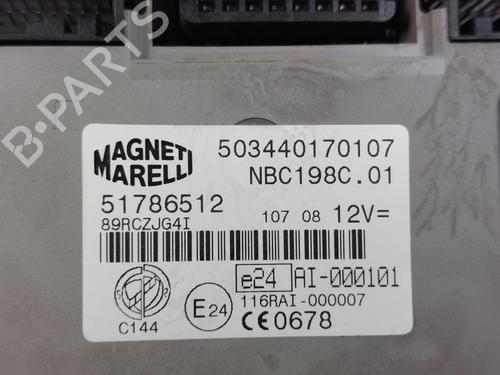 B-PARTS
MAGNETI MARELLI
503440170107
NBC198C.01
51786512
89RCZJG4I
107 08 12V=
e24 AI-000101
116RAI-000007
C144
E24
CE0678